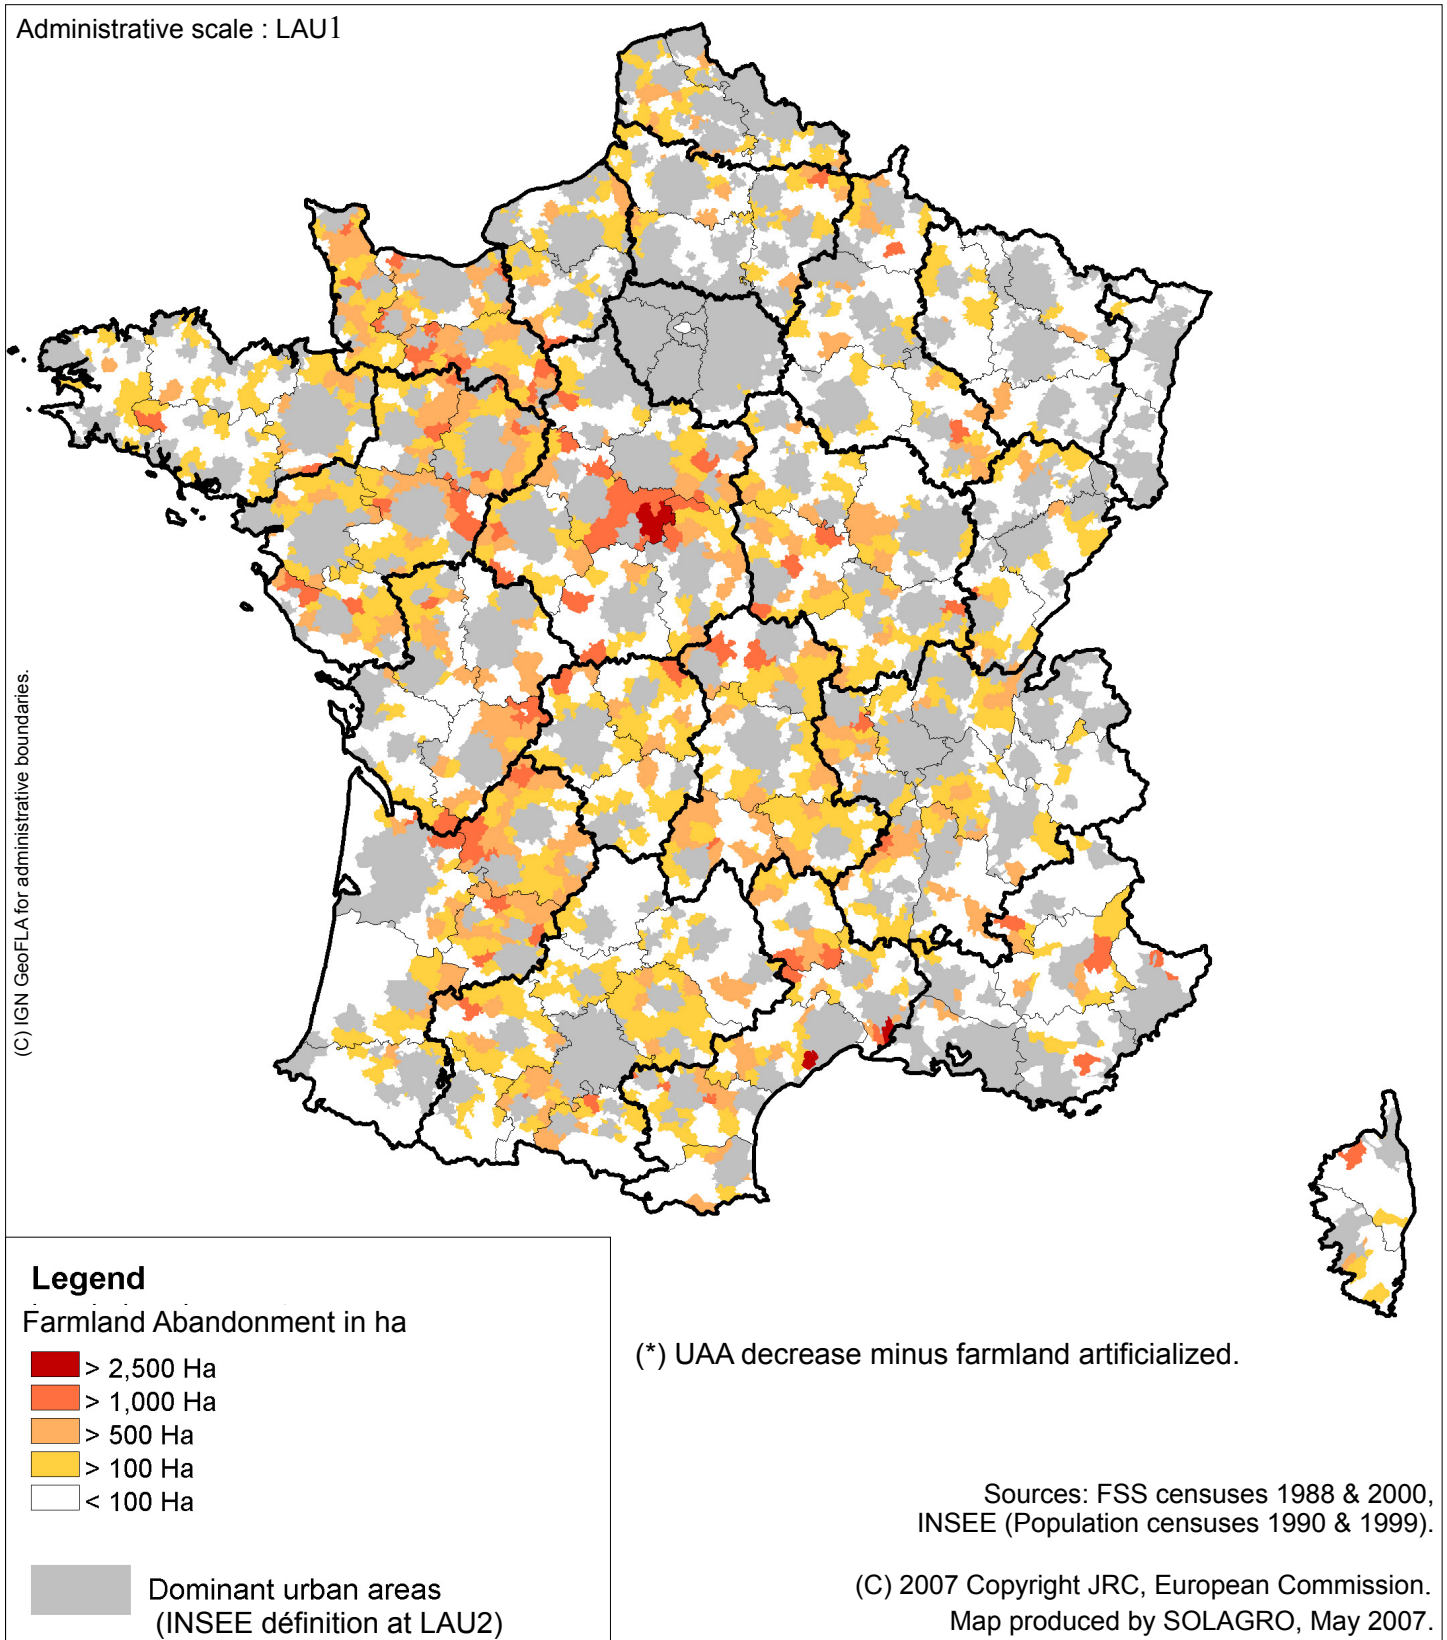 Administrative scale : LAU1
(C) IGN GeoFLA for administrative boundaries.
Legend
Farmland Abandonment in ha
> 2,500 Ha
> 1,000 Ha
> 500 Ha
> 100 Ha
< 100 Ha
Dominant urban areas
(INSEE définition at LAU2)
(*) UAA decrease minus farmland artificialized.
Sources: FSS censuses 1988 & 2000,
INSEE (Population censuses 1990 & 1999).
(C) 2007 Copyright JRC, European Commission.
Map produced by SOLAGRO, May 2007.